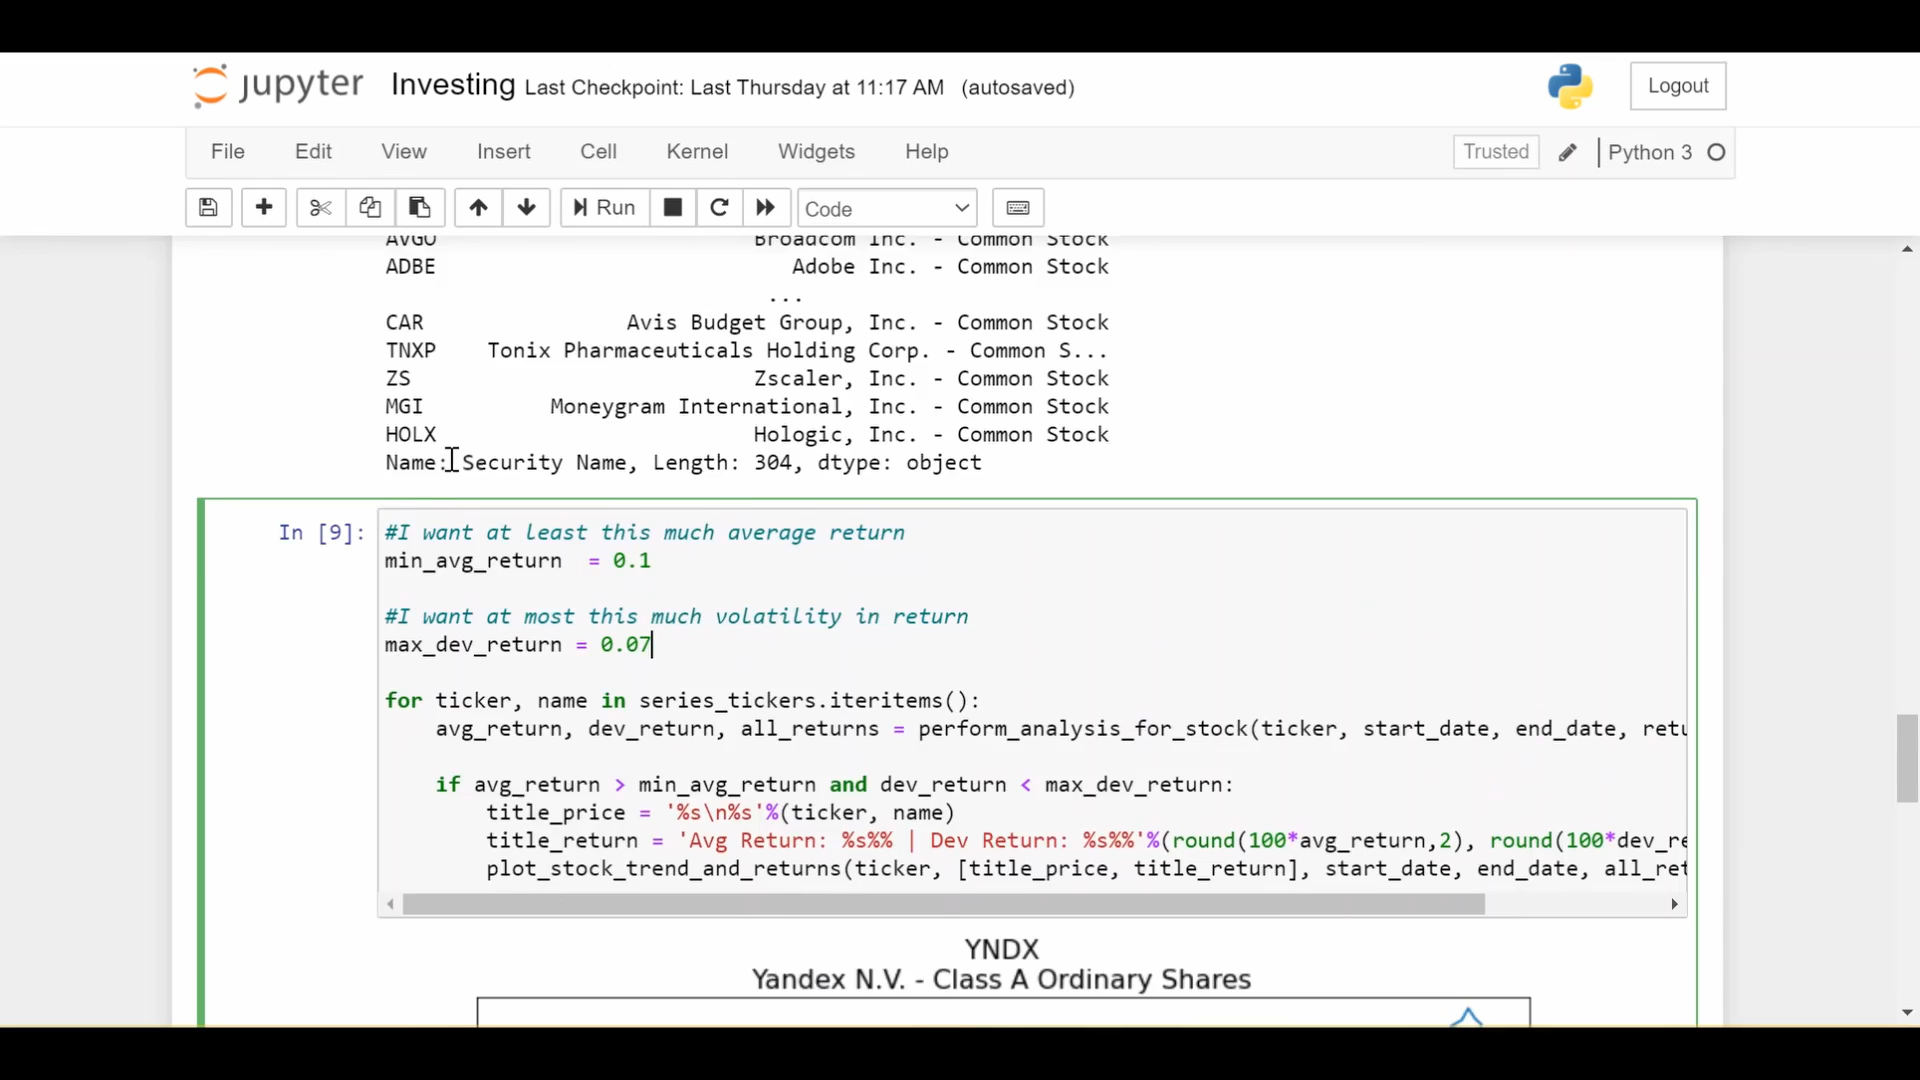 jupyter Investing Last Checkpoint: Last Thursday at 11:17 AM (autosaved)
Logout
File Edit View Insert Cell Kernel Widgets Help
Trusted Python 3
Run Code
AVGO Broadcom Inc. - Common Stock
ADBE Adobe Inc. - Common Stock
...
CAR Avis Budget Group, Inc. - Common Stock
TNXP Tonix Pharmaceuticals Holding Corp. - Common S...
ZS Zscaler, Inc. - Common Stock
MGI Moneygram International, Inc. - Common Stock
HOLX Hologic, Inc. - Common Stock
Name: Security Name, Length: 304, dtype: object
In [9]: #I want at least this much average return
min_avg_return  = 0.1
#I want at most this much volatility in return
max_dev_return = 0.07
for ticker, name in series_tickers.iteritems():
    avg_return, dev_return, all_returns = perform_analysis_for_stock(ticker, start_date, end_date, retu
    if avg_return > min_avg_return and dev_return < max_dev_return:
        title_price = '%s\n%s'%(ticker, name)
        title_return = 'Avg Return: %s%% | Dev Return: %s%%'%(round(100*avg_return,2), round(100*dev_re
        plot_stock_trend_and_returns(ticker, [title_price, title_return], start_date, end_date, all_ret
YNDX
Yandex N.V. - Class A Ordinary Shares